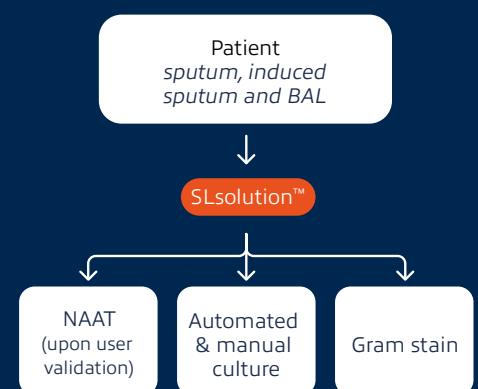 Patient
sputum, induced
sputum and BAL
SLsolution™
NAAT
(upon user
validation)
Automated
& manual
culture
Gram stain